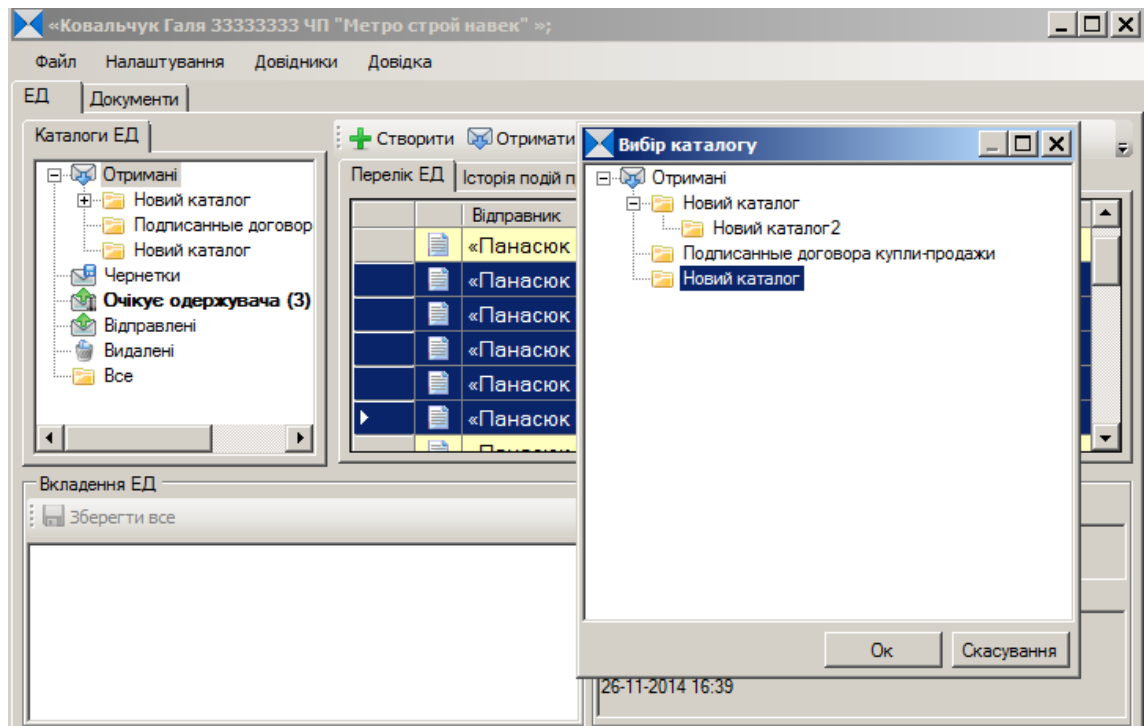 «Ковальчук Галя 33333333 ЧП "Метро строй навек" »;
Файл Налаштування Довідники Довідка
ЕД Документи
Каталоги ЕД
Отримані
Новий каталог
Подписанные договор
Новий каталог
Чернетки
Очікує одержувача (3)
Відправлені
Видалені
Все
Створити Отримати
Перелік ЕД Історія подій п
Відправник
«Панасюк
«Панасюк
«Панасюк
«Панасюк
«Панасюк
«Панасюк
Вибір каталогу
Отримані
Новий каталог
Новий каталог2
Подписанные договора купли-продажи
Новий каталог
Ок Скасування
Вкладення ЕД
Зберегти все
26-11-2014 16:39